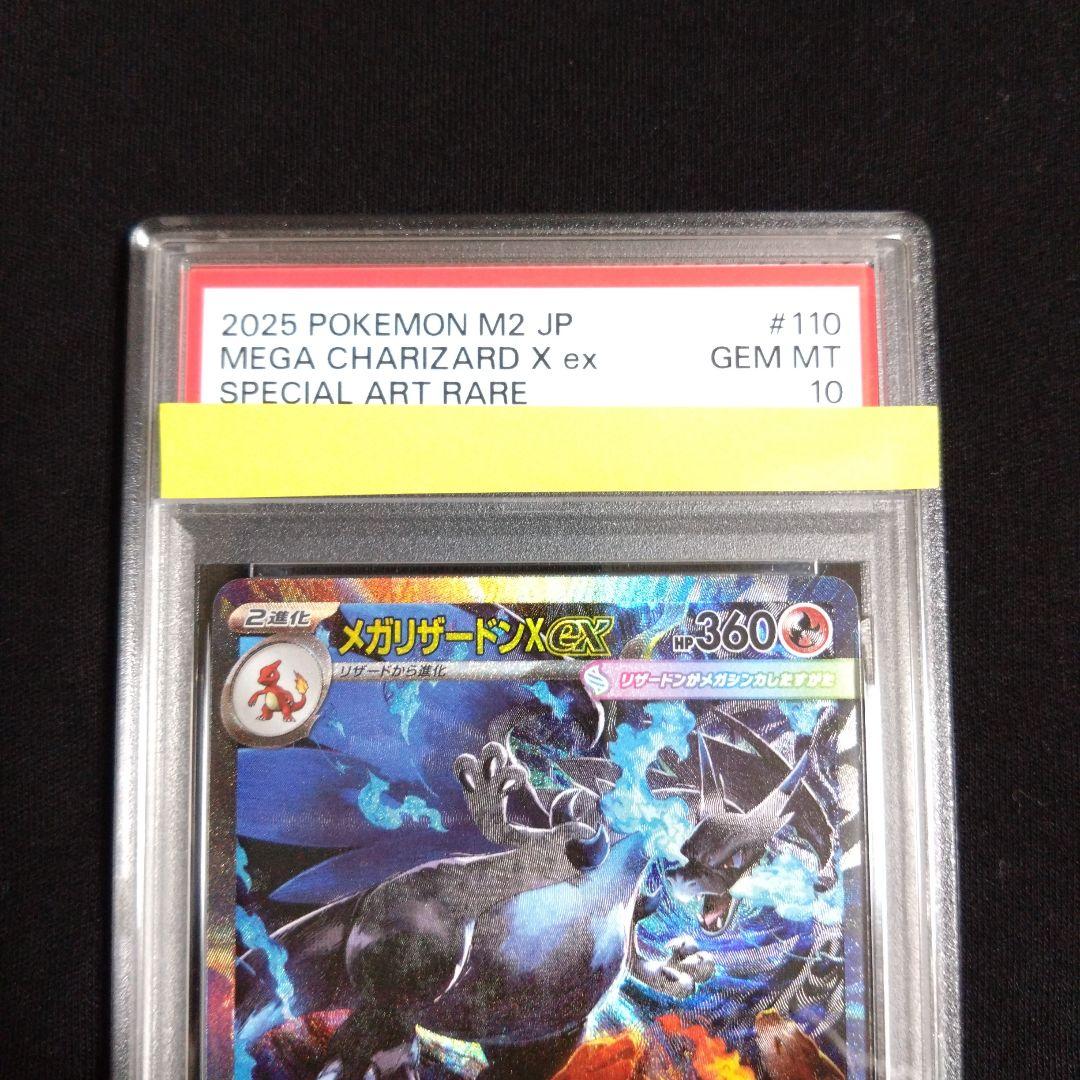 2025 POKEMON M2 JP #110
MEGA CHARIZARD X ex GEM MT
SPECIAL ART RARE 10
2進化 メガリザードンXex HP360
リザードから進化
リザードンがメガシンカしたすがた